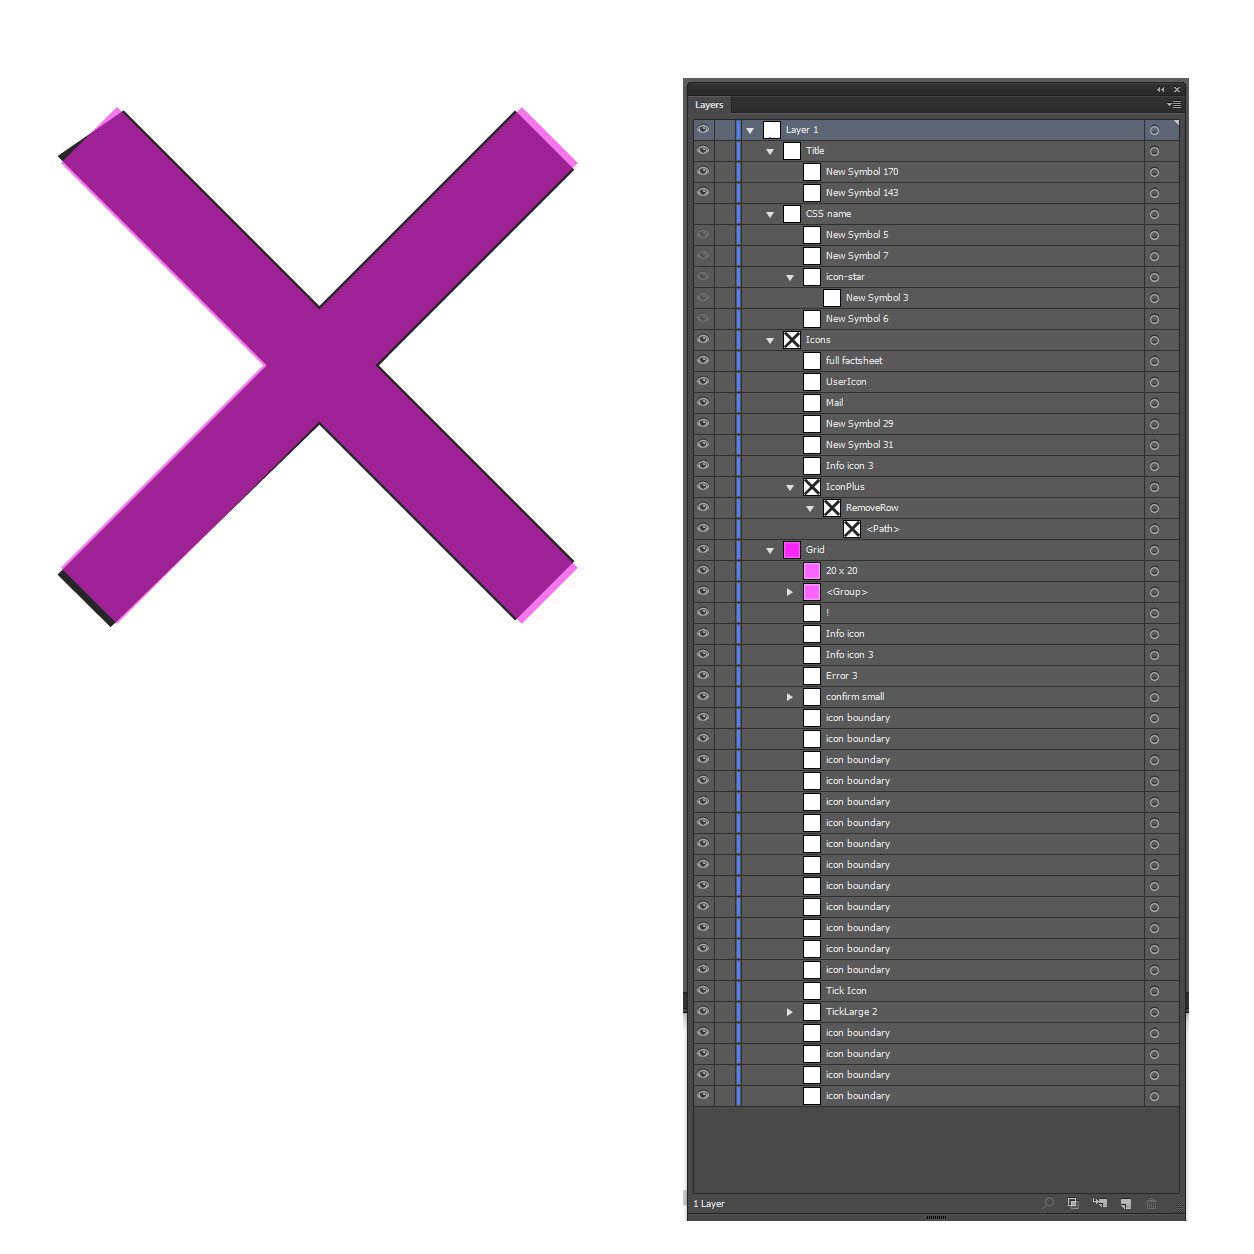 Layers
Layer 1
Title
New Symbol 170
New Symbol 143
CSS name
New Symbol 5
New Symbol 7
icon-star
New Symbol 3
New Symbol 6
Icons
full factsheet
UserIcon
Mail
New Symbol 29
New Symbol 31
Info icon 3
IconPlus
RemoveRow
<Path>
Grid
20 x 20
<Group>
!
Info icon
Info icon 3
Error 3
confirm small
icon boundary
icon boundary
icon boundary
icon boundary
icon boundary
icon boundary
icon boundary
icon boundary
icon boundary
icon boundary
icon boundary
icon boundary
icon boundary
Tick Icon
TickLarge 2
icon boundary
icon boundary
icon boundary
icon boundary
1 Layer